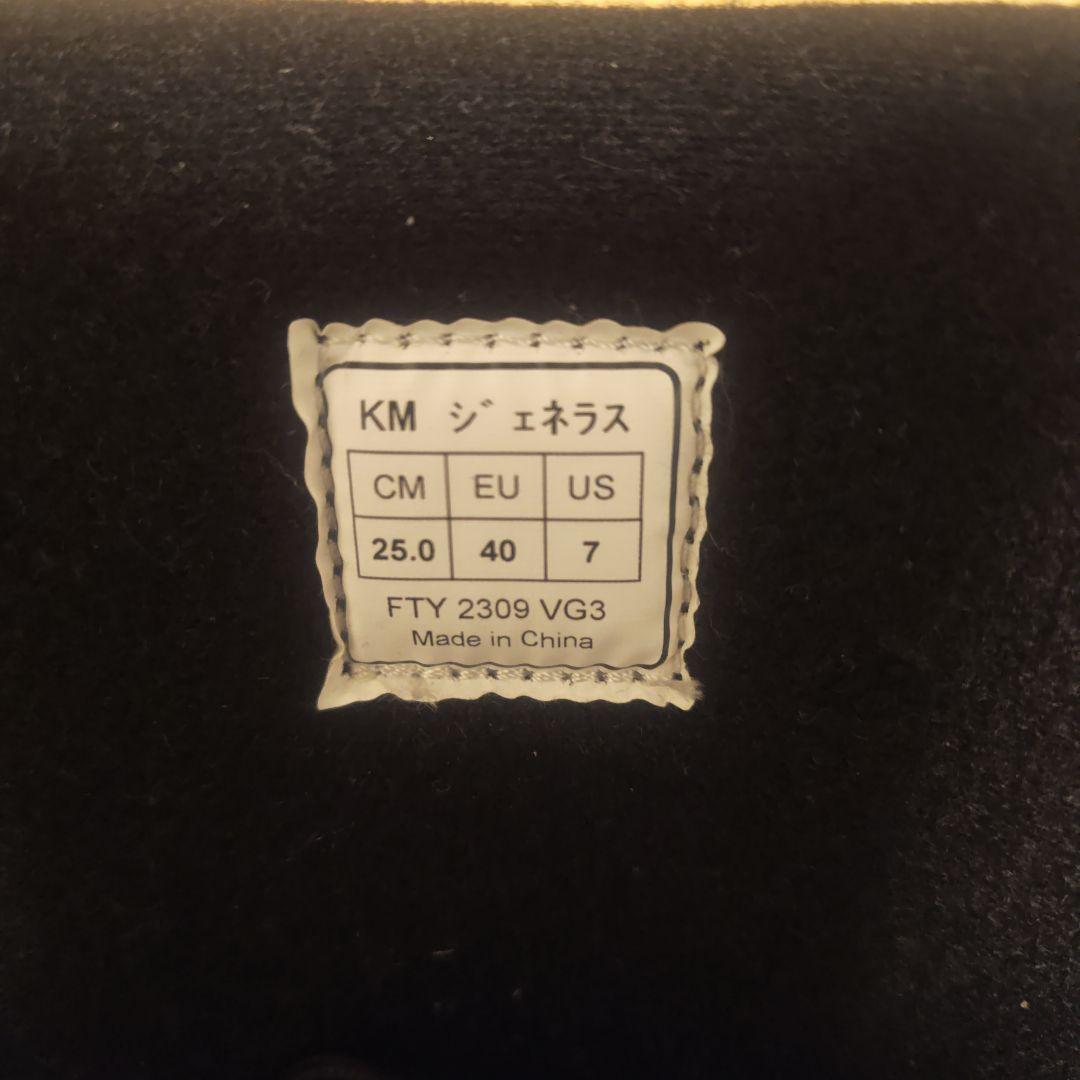 KM ジェネラス
CM EU US
25.0 40 7
FTY 2309 VG3
Made in China